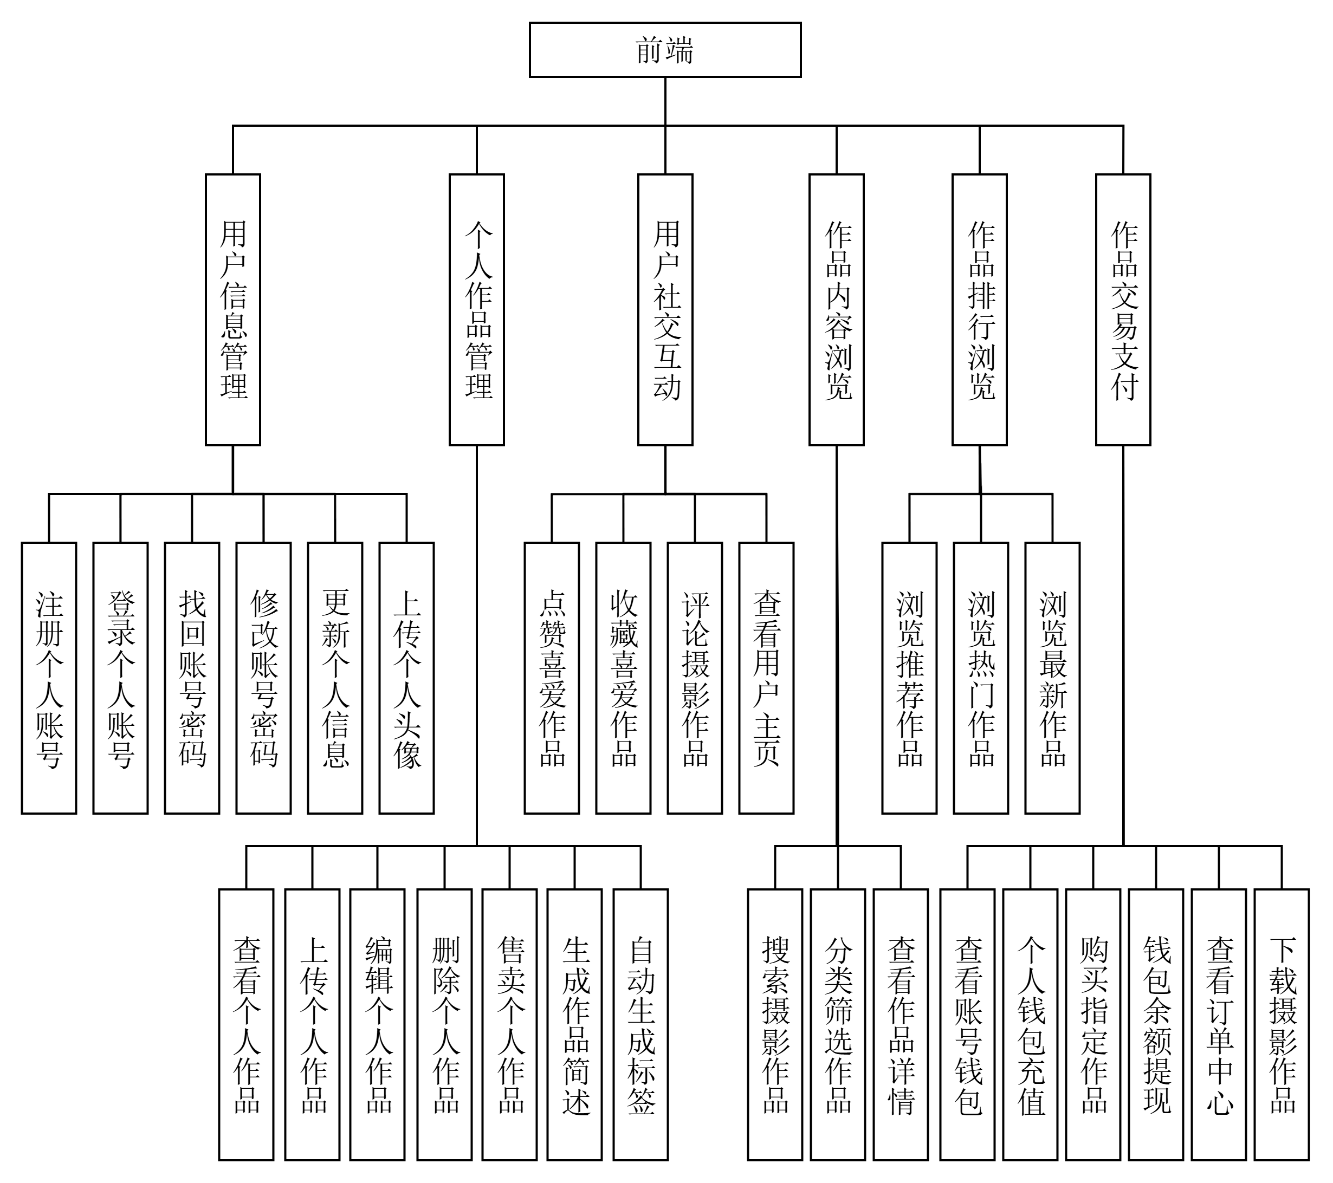 前端
用户信息管理
个人作品管理
用户社交互动
作品内容浏览
作品排行浏览
作品交易支付
注册个人账号
登录个人账号
找回账号密码
修改账号密码
更新个人信息
上传个人头像
点赞喜爱作品
收藏喜爱作品
评论摄影作品
查看用户主页
浏览推荐作品
浏览热门作品
浏览最新作品
查看个人作品
上传个人作品
编辑个人作品
删除个人作品
售卖个人作品
生成作品简述
自动生成标签
搜索摄影作品
分类筛选作品
查看作品详情
查看账号钱包
个人钱包充值
购买指定作品
钱包余额提现
查看订单中心
下载摄影作品